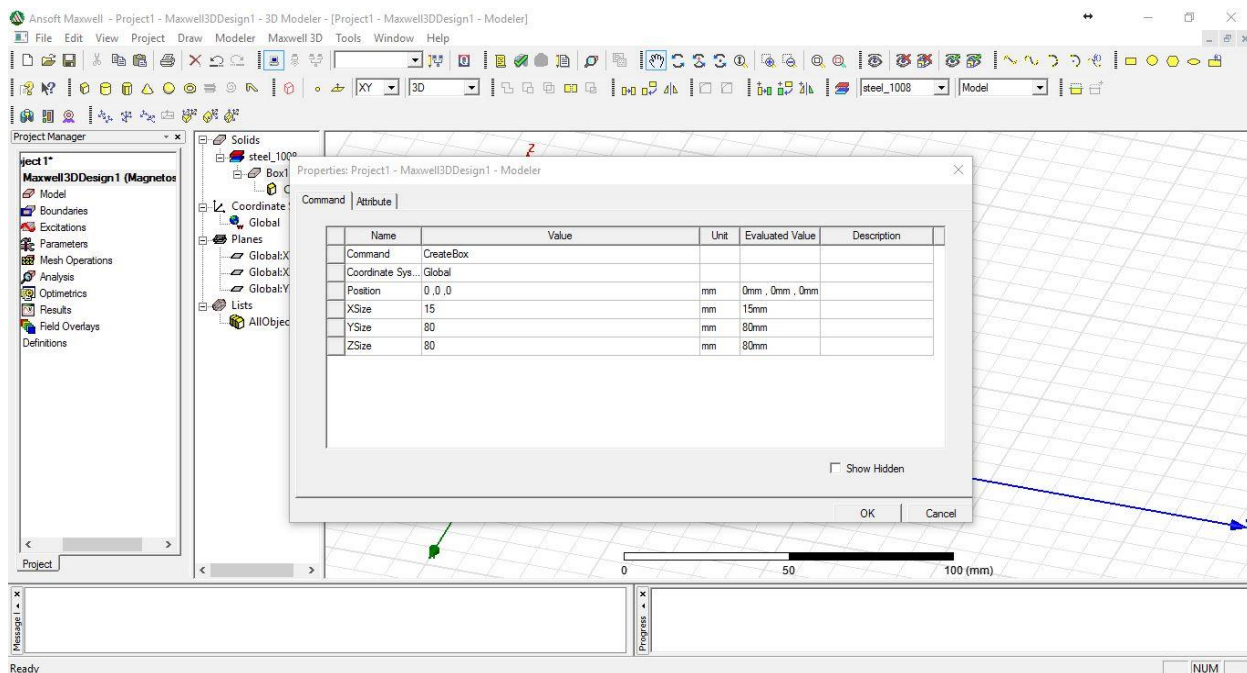 Ansoft Maxwell - Project1 - Maxwell3DDesign1 - 3D Modeler - [Project1 - Maxwell3DDesign1 - Modeler]
File Edit View Project Draw Modeler Maxwell 3D Tools Window Help
XY 3D steel_1008 Model
Project Manager
ject1*
Maxwell3DDesign1 (Magnetos
Model
Boundaries
Excitations
Parameters
Mesh Operations
Analysis
Optimetrics
Results
Field Overlays
Definitions
Project
Solids
steel_1008
Box1
C
Coordinate S
Global
Planes
Global:X
Global:X
Global:Y
Lists
AllObjec
Z
Properties: Project1 - Maxwell3DDesign1 - Modeler
Command Attribute
Name Value Unit Evaluated Value Description
Command CreateBox
Coordinate Sys... Global
Position 0 ,0 ,0 mm 0mm , 0mm , 0mm
XSize 15 mm 15mm
YSize 80 mm 80mm
ZSize 80 mm 80mm
Show Hidden
OK Cancel
0 50 100 (mm)
Message
Progress
Ready NUM